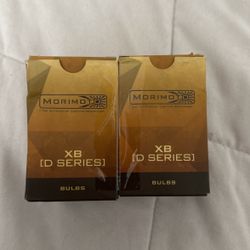 MORIMOTO
XB
[D SERIES]
BULBS
MORIMOTO
XB
[D SERIES]
BULBS